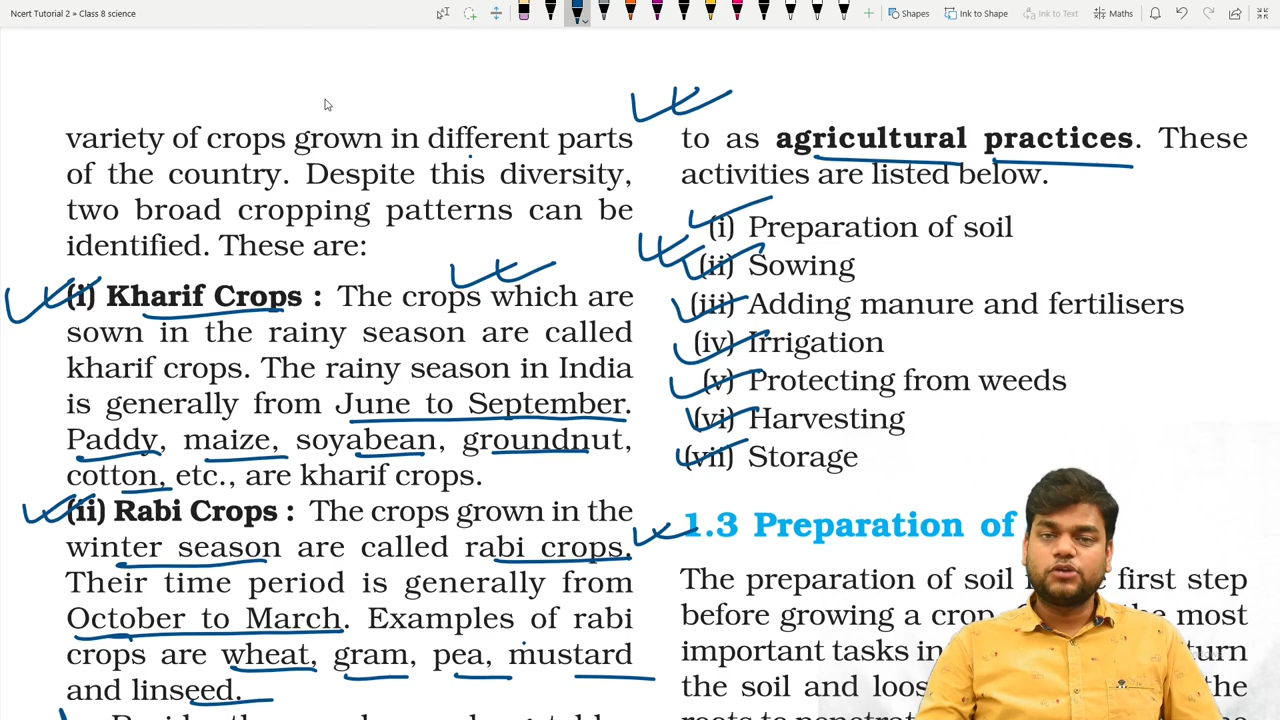 Ncert Tutorial 2 » Class 8 science
Shapes
Ink to Shape
Ink to Text
Maths
variety of crops grown in different parts
of the country. Despite this diversity,
two broad cropping patterns can be
identified. These are:
(i) Kharif Crops : The crops which are
sown in the rainy season are called
kharif crops. The rainy season in India
is generally from June to September.
Paddy, maize, soyabean, groundnut,
cotton, etc., are kharif crops.
(ii) Rabi Crops : The crops grown in the
winter season are called rabi crops.
Their time period is generally from
October to March. Examples of rabi
crops are wheat, gram, pea, mustard
and linseed.
to as agricultural practices. These
activities are listed below.
(i) Preparation of soil
(ii) Sowing
(iii) Adding manure and fertilisers
(iv) Irrigation
(v) Protecting from weeds
(vi) Harvesting
(vii) Storage
1.3 Preparation of
The preparation of soil first step
before growing a crop. most
important tasks in turn
the soil and the